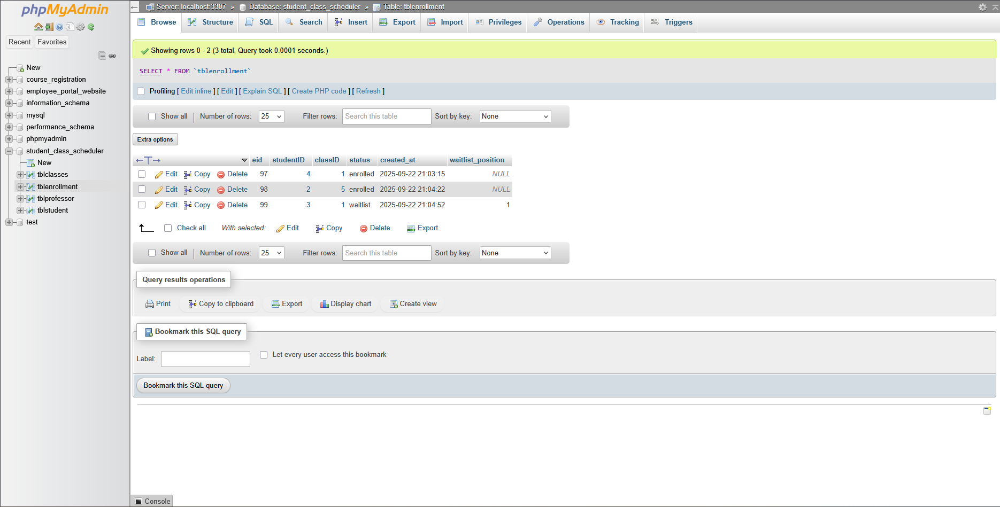 phpMyAdmin
Recent Favorites
New
course_registration
employee_portal_website
information_schema
mysql
performance_schema
phpmyadmin
student_class_scheduler
New
tblclasses
tblenrollment
tblprofessor
tblstudent
test
Server: localhost:3307 » Database: student_class_scheduler » Table: tblenrollment
Browse Structure SQL Search Insert Export Import Privileges Operations Tracking Triggers
Showing rows 0 - 2 (3 total, Query took 0.0001 seconds.)
SELECT * FROM `tblenrollment`
Profiling [ Edit inline ] [ Edit ] [ Explain SQL ] [ Create PHP code ] [ Refresh ]
Show all Number of rows: 25 Filter rows: Search this table Sort by key: None
Extra options
←T→ eid studentID classID status created_at waitlist_position
Edit Copy Delete 97 4 1 enrolled 2025-09-22 21:03:15 NULL
Edit Copy Delete 98 2 5 enrolled 2025-09-22 21:04:22 NULL
Edit Copy Delete 99 3 1 waitlist 2025-09-22 21:04:52 1
Check all With selected: Edit Copy Delete Export
Show all Number of rows: 25 Filter rows: Search this table Sort by key: None
Query results operations
Print Copy to clipboard Export Display chart Create view
Bookmark this SQL query
Label: Let every user access this bookmark
Bookmark this SQL query
Console